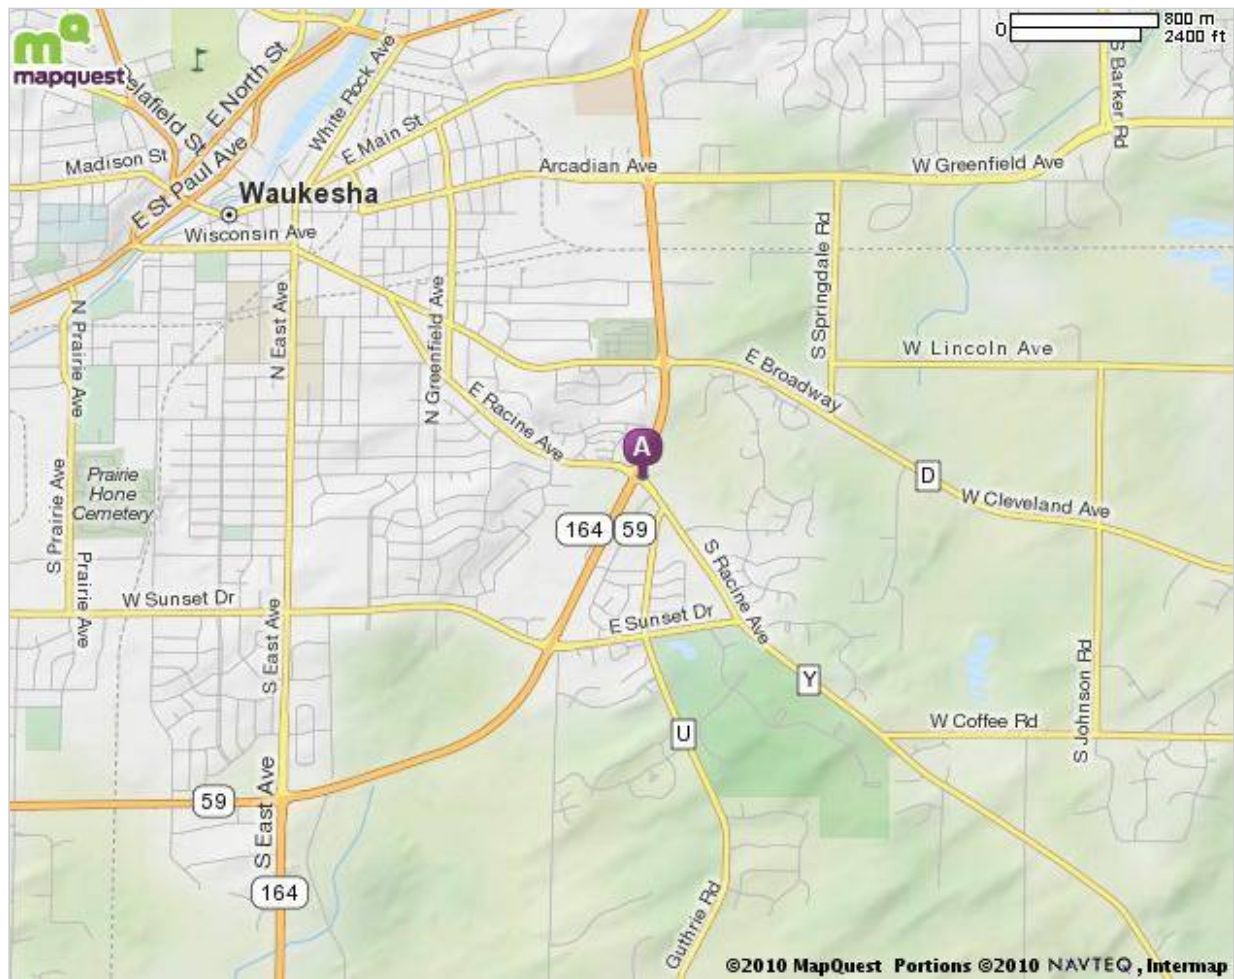 mapquest
0
800 m
2400 ft
S Barker Rd
Delafield St
E North St
White Rock Ave
E Main St
Madison St
E St Paul Ave
Arcadian Ave
W Greenfield Ave
Waukesha
Wisconsin Ave
S Springdale Rd
N Prairie Ave
N East Ave
N Greenfield Ave
W Lincoln Ave
E Broadway
E Racine Ave
A
D
Prairie
Hone
Cemetery
S Prairie Ave
W Cleveland Ave
164
59
S Racine Ave
Prairie Ave
W Sunset Dr
S East Ave
E Sunset Dr
Y
S Johnson Rd
W Coffee Rd
U
59
S East Ave
164
Guthrie Rd
©2010 MapQuest Portions ©2010 NAVTEQ, Intermap